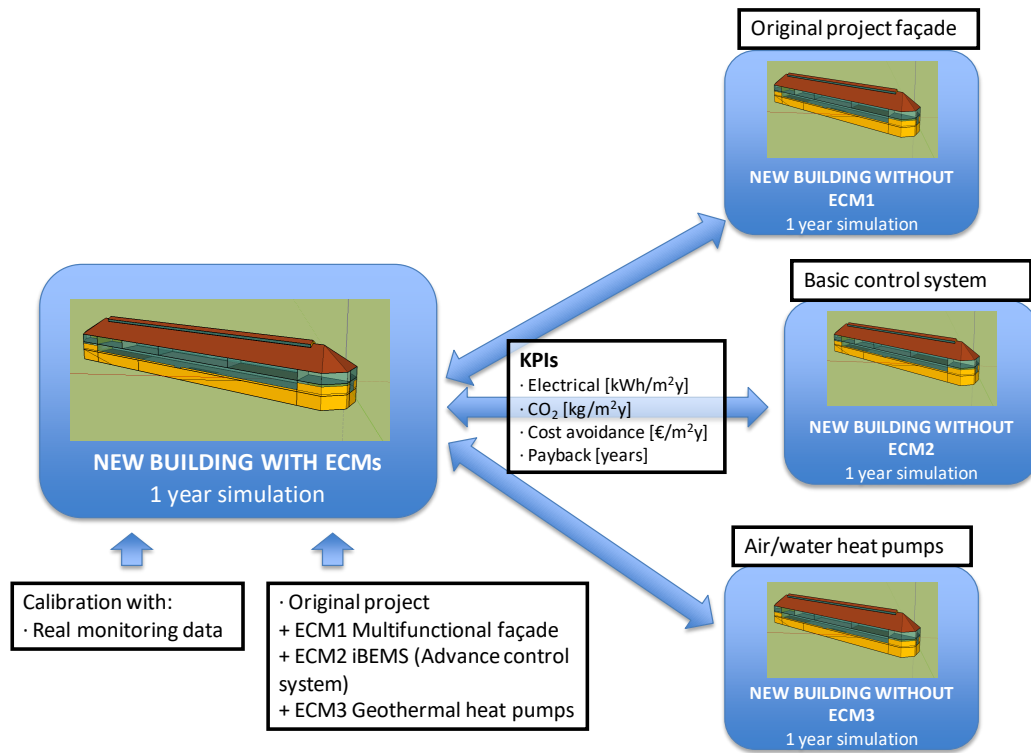 Original project façade
NEW BUILDING WITHOUT
ECM1
1 year simulation
Basic control system
NEW BUILDING WITHOUT
ECM2
1 year simulation
KPIs
· Electrical [kWh/m²y]
· CO₂ [kg/m²y]
· Cost avoidance [€/m²y]
· Payback [years]
NEW BUILDING WITH ECMs
1 year simulation
Air/water heat pumps
NEW BUILDING WITHOUT
ECM3
1 year simulation
Calibration with:
· Real monitoring data
· Original project
+ ECM1 Multifunctional façade
+ ECM2 iBEMS (Advance control
system)
+ ECM3 Geothermal heat pumps